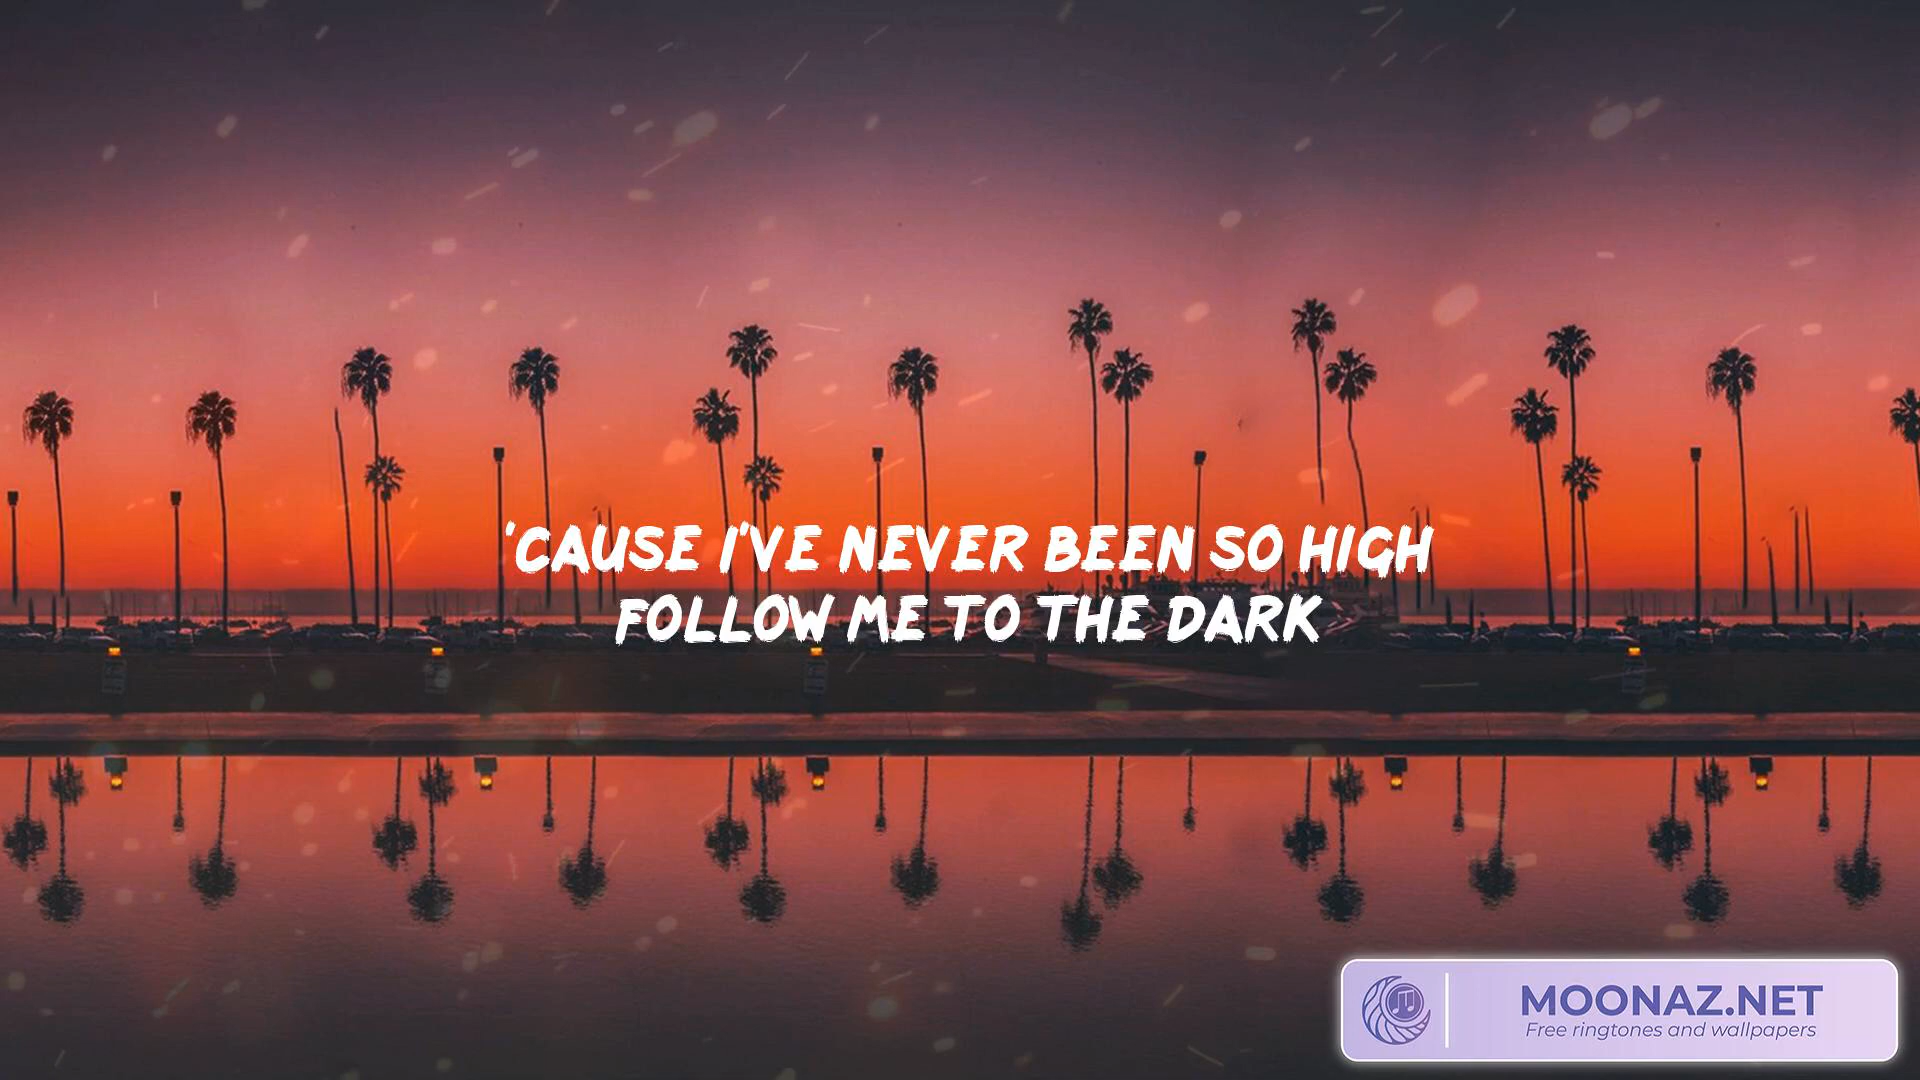 'CAUSE I'VE NEVER BEEN SO HIGH
FOLLOW ME TO THE DARK
MOONAZ.NET
Free ringtones and wallpapers